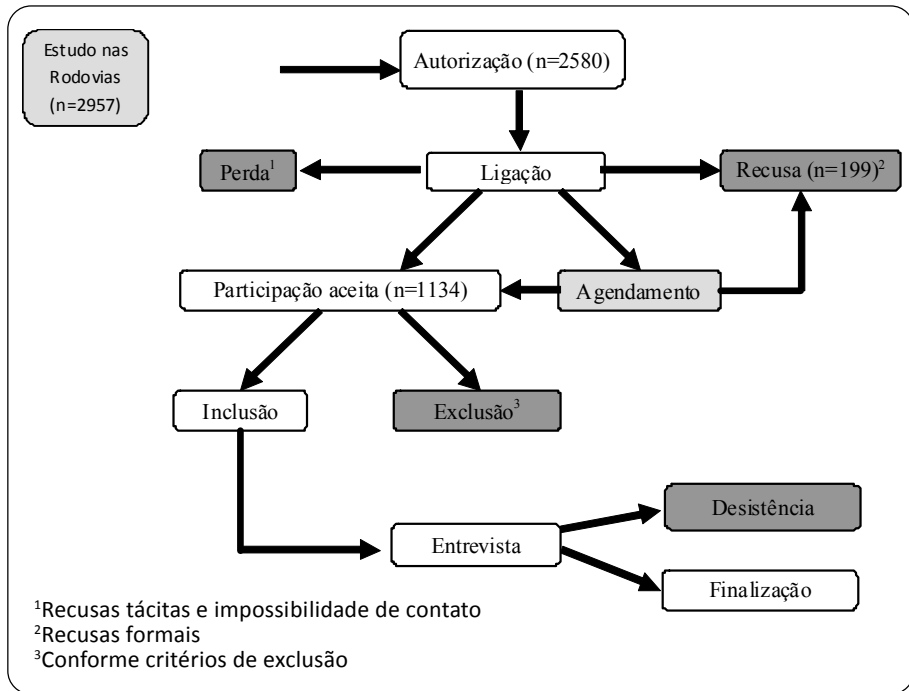 Estudo nas
Rodovias
(n=2957)
Autorização (n=2580)
Perda¹
Ligação
Recusa (n=199)²
Participação aceita (n=1134)
Agendamento
Inclusão
Exclusão³
Desistência
Entrevista
Finalização
¹Recusas tácitas e impossibilidade de contato
²Recusas formais
³Conforme critérios de exclusão